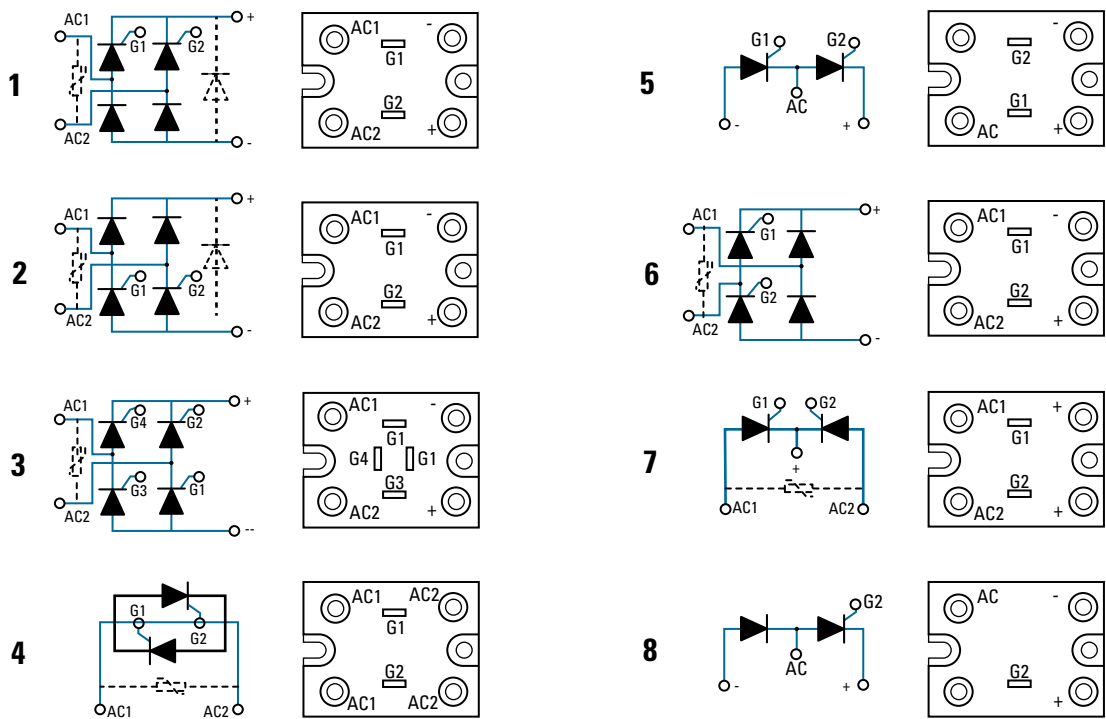 1
AC1
AC2
G1
G2
+
-
AC1
-
G1
G2
AC2
+
2
AC1
AC2
G1
G2
+
-
AC1
-
G1
G2
AC2
+
3
AC1
AC2
G4
G2
G3
G1
+
--
AC1
-
G1
G4
G1
G3
AC2
+
4
G1
G2
AC1
AC2
AC1
AC2
G1
G2
AC1
AC2
5
G1
G2
AC
-
+
-
G2
G1
AC
+
6
AC1
AC2
G1
G2
+
-
AC1
-
G1
G2
AC2
+
7
G1
G2
+
AC1
AC2
AC1
+
G1
G2
AC2
+
8
G2
AC
-
+
AC
-
G2
+